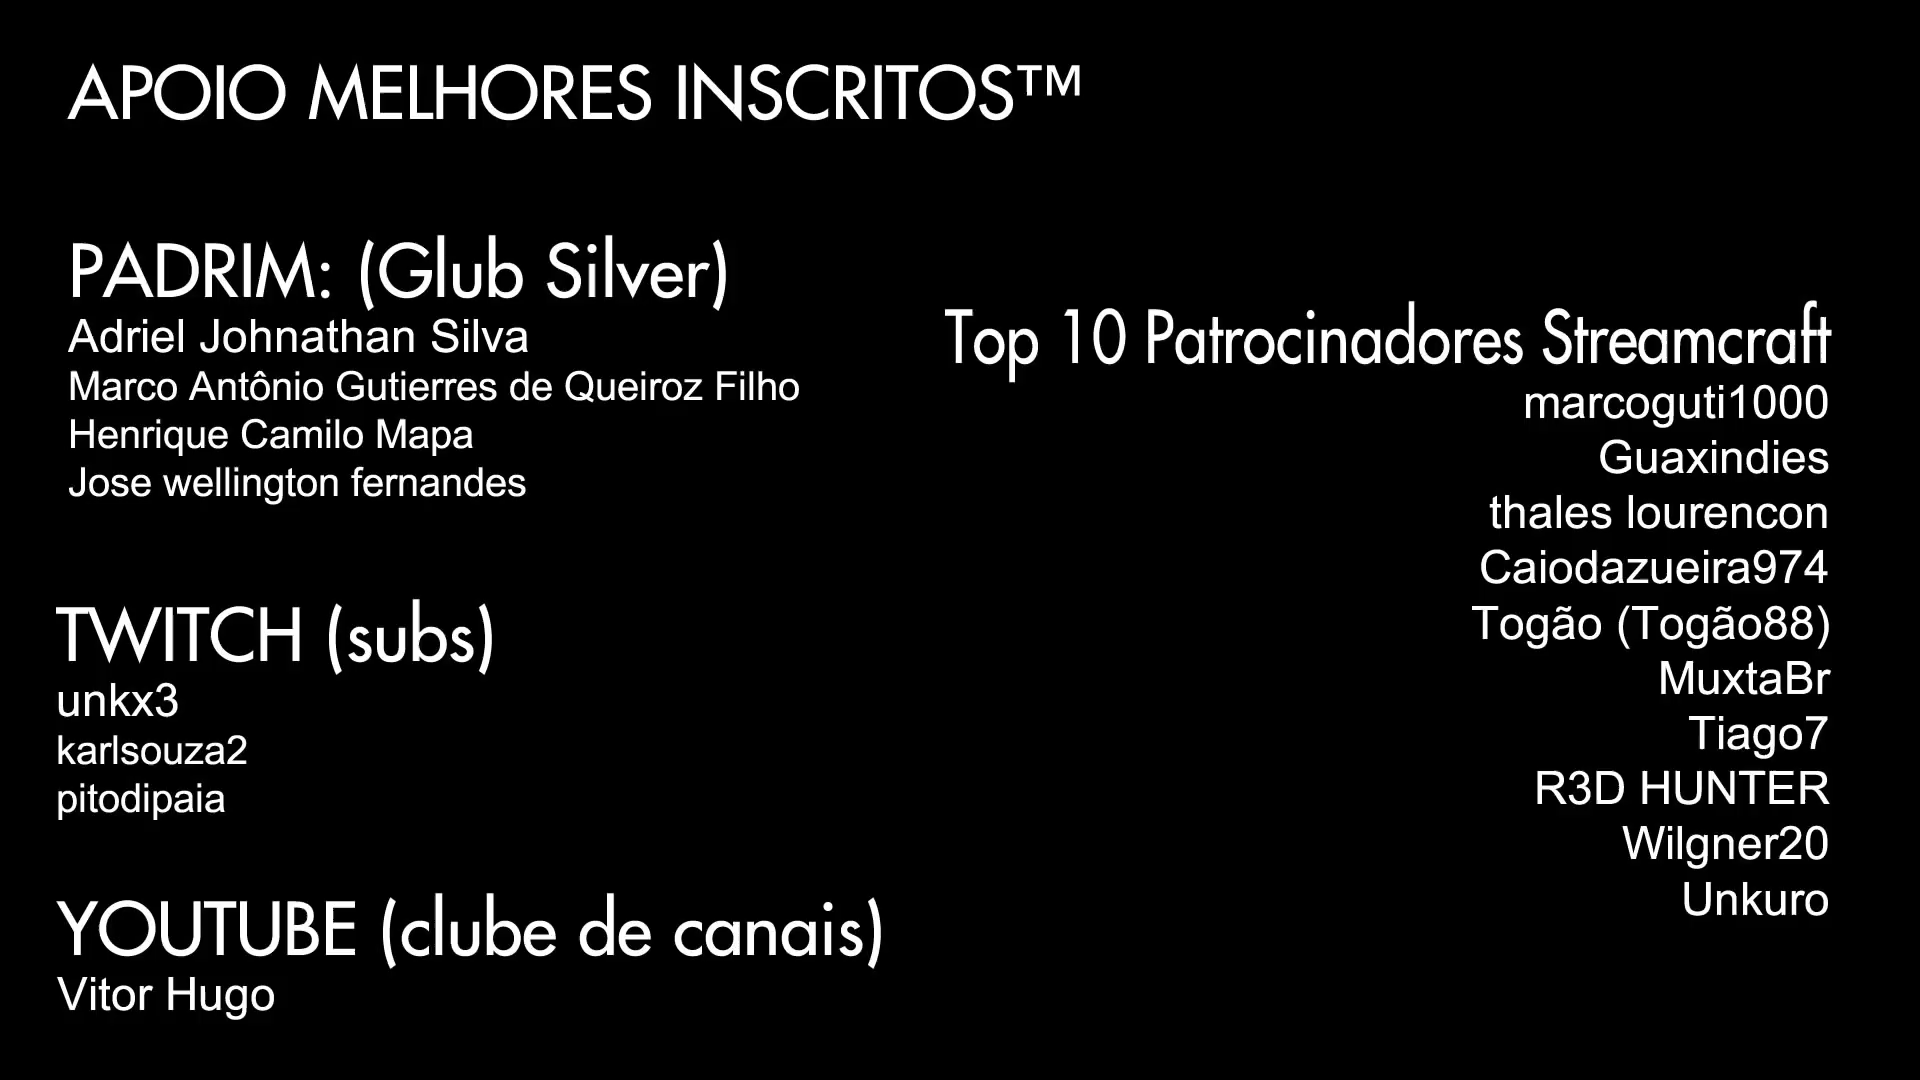 APOIO MELHORES INSCRITOS™
PADRIM: (Glub Silver)
Adriel Johnathan Silva
Marco Antônio Gutierres de Queiroz Filho
Henrique Camilo Mapa
Jose wellington fernandes
TWITCH (subs)
unkx3
karlsouza2
pitodipaia
YOUTUBE (clube de canais)
Vitor Hugo
Top 10 Patrocinadores Streamcraft
marcoguti1000
Guaxindies
thales lourencon
Caiodazueira974
Togão (Togão88)
MuxtaBr
Tiago7
R3D HUNTER
Wilgner20
Unkuro